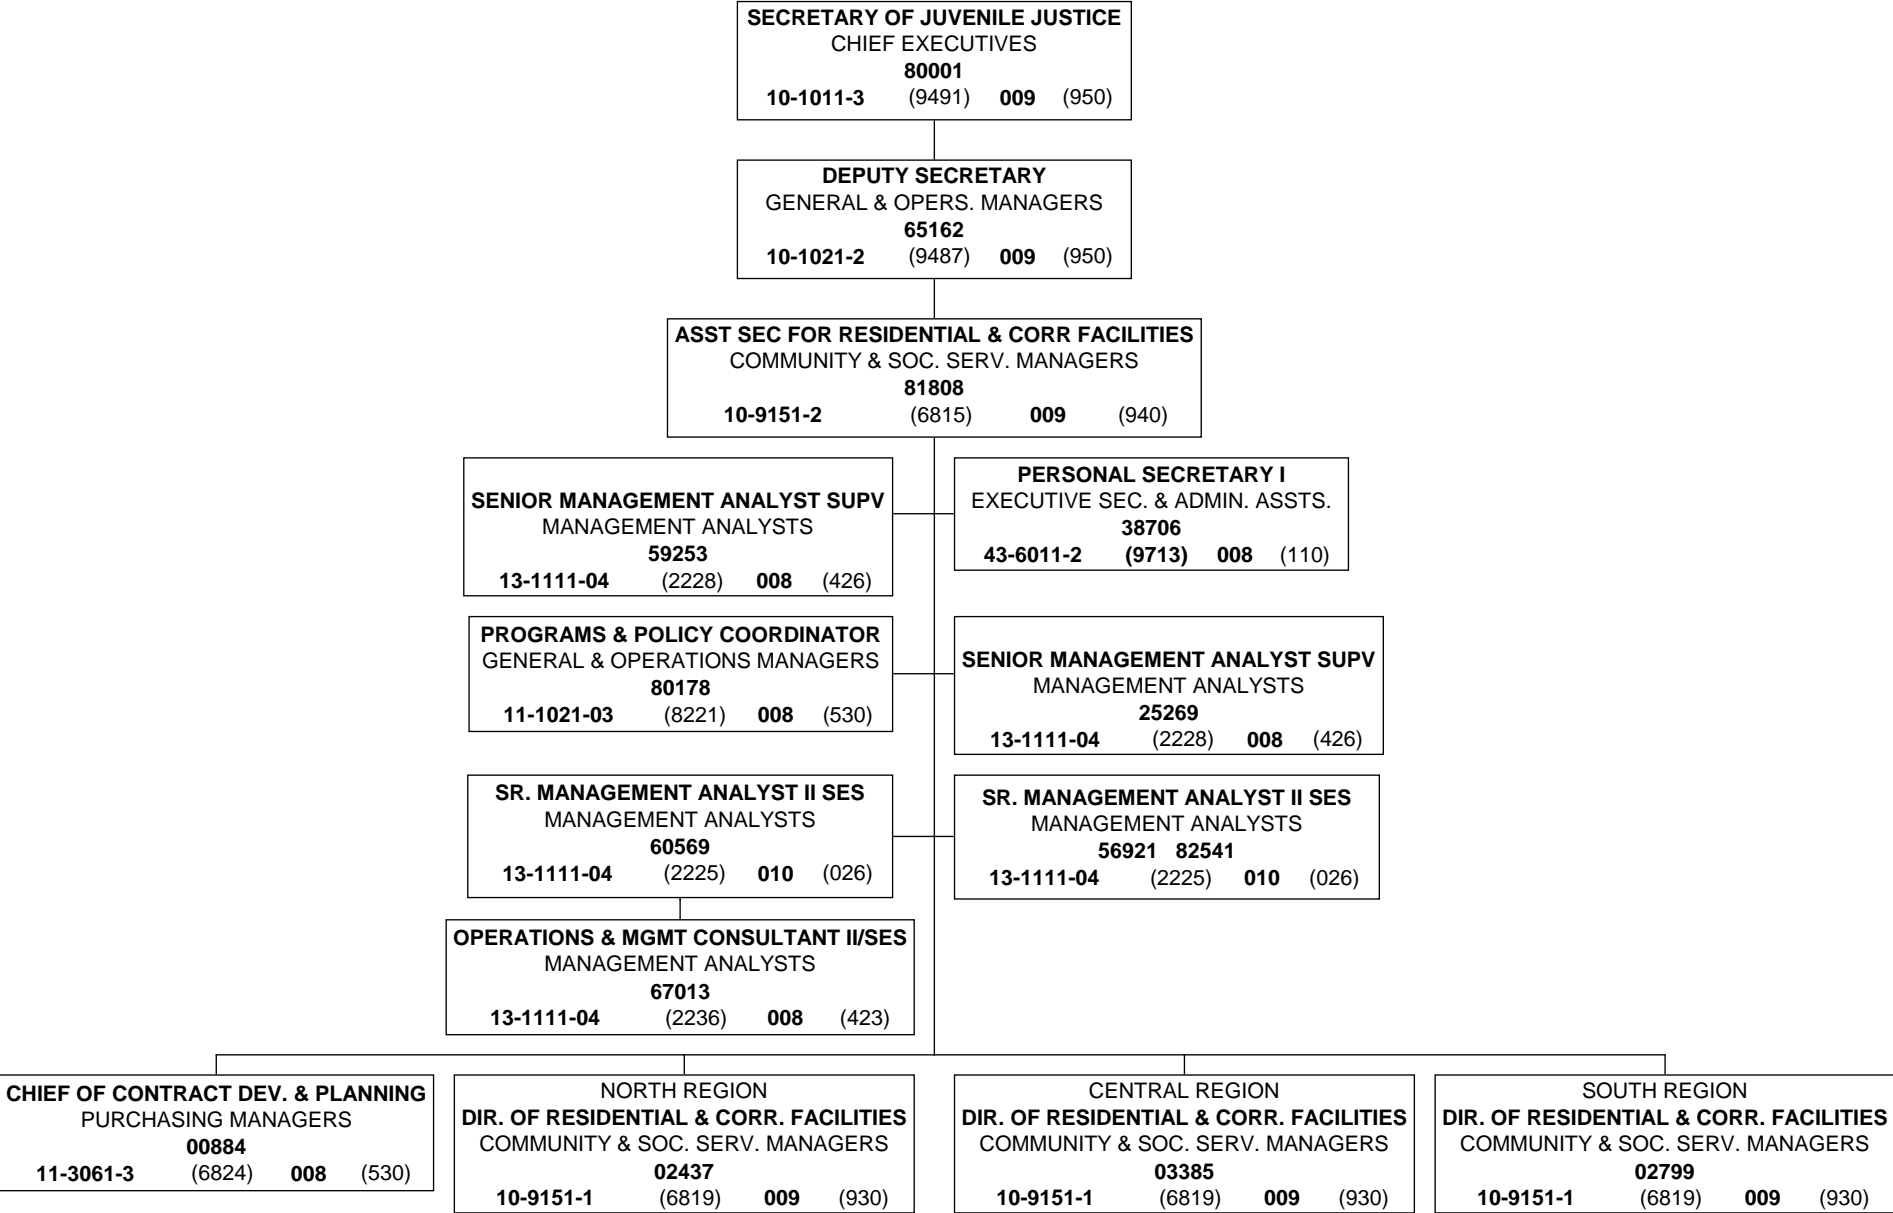 SECRETARY OF JUVENILE JUSTICE
CHIEF EXECUTIVES
80001
10-1011-3 (9491) 009 (950)
DEPUTY SECRETARY
GENERAL & OPERS. MANAGERS
65162
10-1021-2 (9487) 009 (950)
ASST SEC FOR RESIDENTIAL & CORR FACILITIES
COMMUNITY & SOC. SERV. MANAGERS
81808
10-9151-2 (6815) 009 (940)
SENIOR MANAGEMENT ANALYST SUPV
MANAGEMENT ANALYSTS
59253
13-1111-04 (2228) 008 (426)
PERSONAL SECRETARY I
EXECUTIVE SEC. & ADMIN. ASSTS.
38706
43-6011-2 (9713) 008 (110)
PROGRAMS & POLICY COORDINATOR
GENERAL & OPERATIONS MANAGERS
80178
11-1021-03 (8221) 008 (530)
SENIOR MANAGEMENT ANALYST SUPV
MANAGEMENT ANALYSTS
25269
13-1111-04 (2228) 008 (426)
SR. MANAGEMENT ANALYST II SES
MANAGEMENT ANALYSTS
60569
13-1111-04 (2225) 010 (026)
SR. MANAGEMENT ANALYST II SES
MANAGEMENT ANALYSTS
56921 82541
13-1111-04 (2225) 010 (026)
OPERATIONS & MGMT CONSULTANT II/SES
MANAGEMENT ANALYSTS
67013
13-1111-04 (2236) 008 (423)
CHIEF OF CONTRACT DEV. & PLANNING
PURCHASING MANAGERS
00884
11-3061-3 (6824) 008 (530)
NORTH REGION
DIR. OF RESIDENTIAL & CORR. FACILITIES
COMMUNITY & SOC. SERV. MANAGERS
02437
10-9151-1 (6819) 009 (930)
CENTRAL REGION
DIR. OF RESIDENTIAL & CORR. FACILITIES
COMMUNITY & SOC. SERV. MANAGERS
03385
10-9151-1 (6819) 009 (930)
SOUTH REGION
DIR. OF RESIDENTIAL & CORR. FACILITIES
COMMUNITY & SOC. SERV. MANAGERS
02799
10-9151-1 (6819) 009 (930)